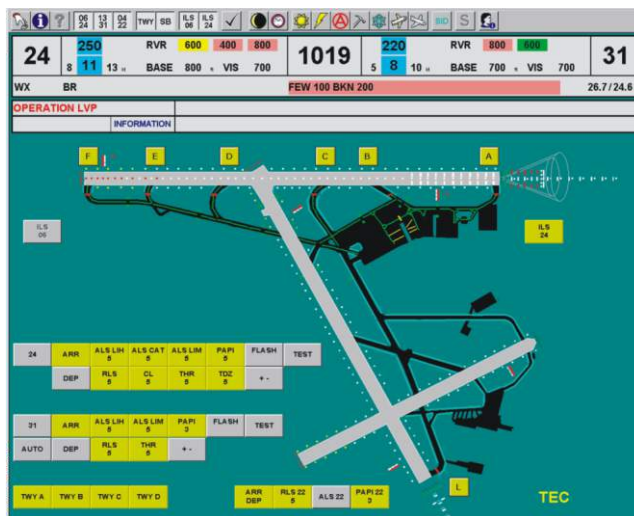 06 24 13 31 04 22 TWY SB ILS 06 ILS 24 BID S
24 250 RVR 600 400 800 1019 220 RVR 800 600 31
8 11 13 BASE 800 VIS 700 5 8 10 BASE 700 VIS 700
WX BR FEW 100 BKN 200 26.7 / 24.6
OPERATION LVP
INFORMATION
F E D C B A
ILS 06 ILS 24
24 ARR ALS LIH 5 ALS CAT 5 ALS LIM 5 PAPI 5 FLASH TEST
DEP RLS 5 CL 5 THR 5 TDZ 5 + -
31 ARR ALS LIH 5 ALS LIM 5 PAPI 3 FLASH TEST
AUTO DEP RLS 5 THR 5 + -
L
TWY A TWY B TWY C TWY D ARR DEP RLS 22 5 ALS 22 PAPI 22 3 TEC